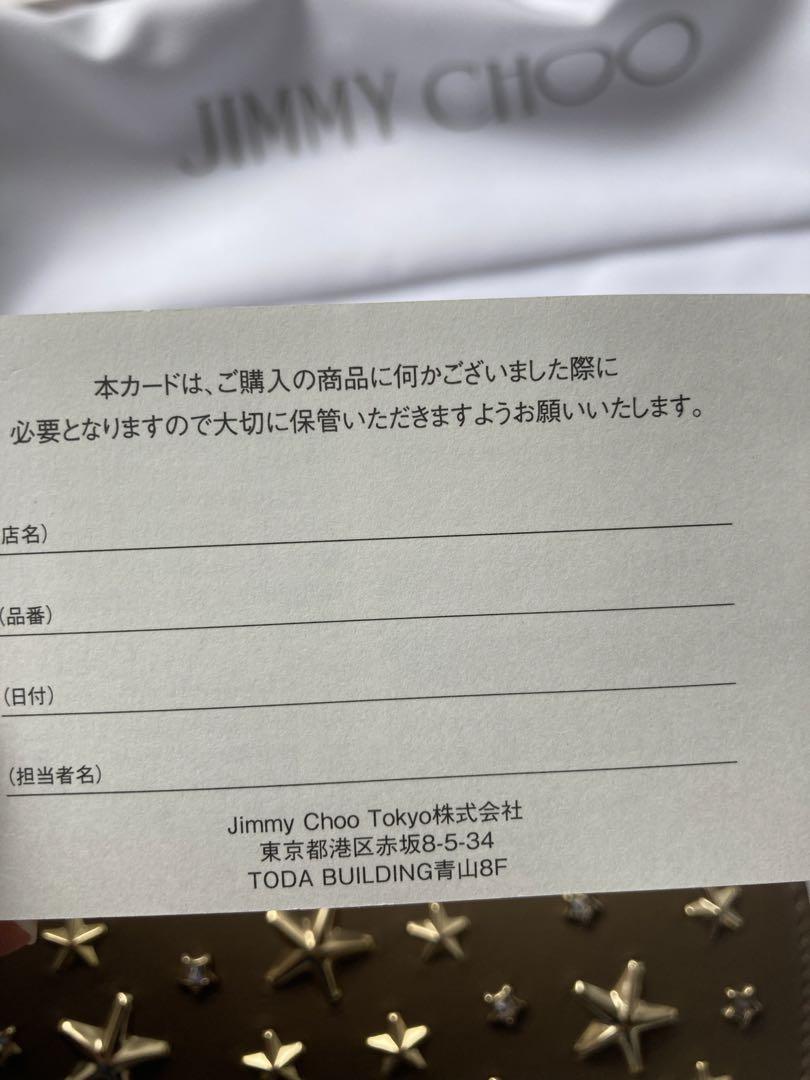 JIMMY CHOO
本カードは、ご購入の商品に何かございました際に
必要となりますので大切に保管いただきますようお願いいたします。
店名)
(品番)
(日付)
(担当者名)
Jimmy Choo Tokyo株式会社
東京都港区赤坂8-5-34
TODA BUILDING青山8F